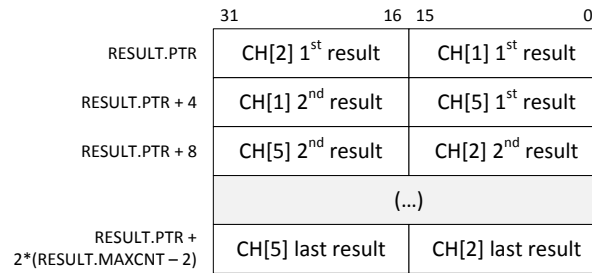 31 16 15 0
RESULT.PTR CH[2] 1st result CH[1] 1st result
RESULT.PTR + 4 CH[1] 2nd result CH[5] 1st result
RESULT.PTR + 8 CH[5] 2nd result CH[2] 2nd result
(...)
RESULT.PTR +
2*(RESULT.MAXCNT – 2) CH[5] last result CH[2] last result